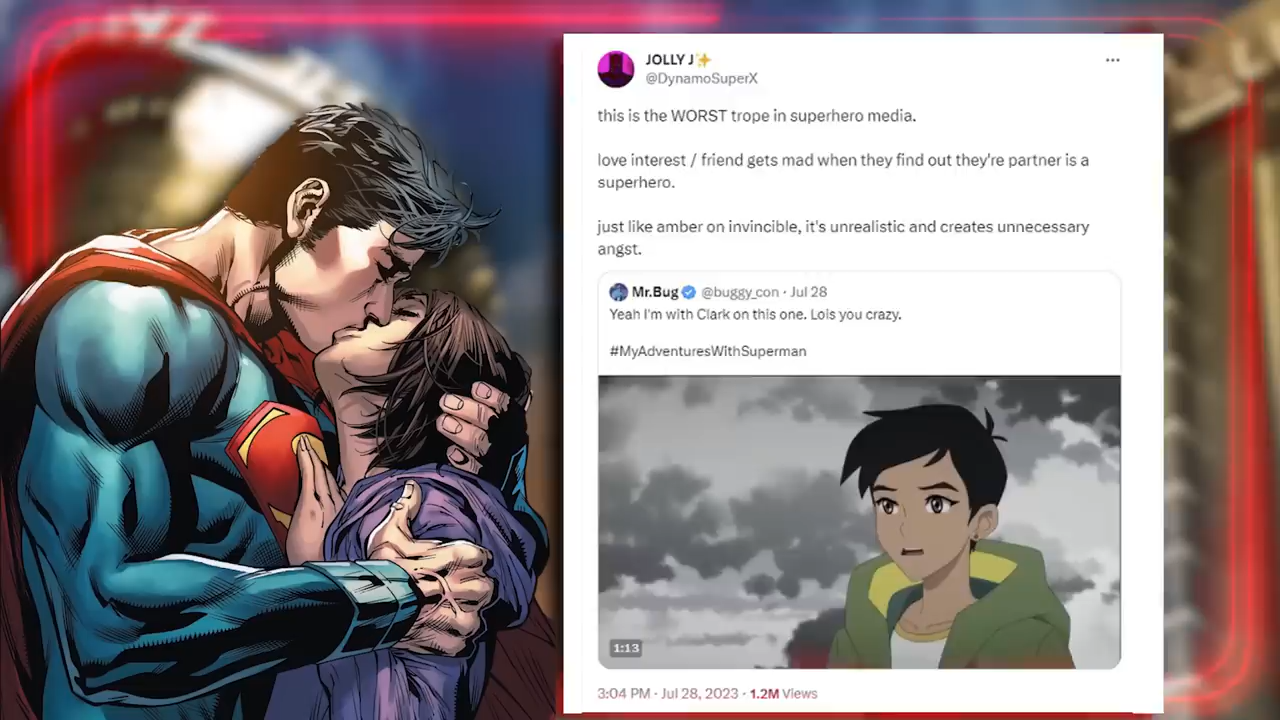 JOLLY J✨
@DynamoSuperX
this is the WORST trope in superhero media.
love interest / friend gets mad when they find out they're partner is a
superhero.
just like amber on invincible, it's unrealistic and creates unnecessary
angst.
Mr.Bug @buggy_con · Jul 28
Yeah I'm with Clark on this one. Lois you crazy.
#MyAdventuresWithSuperman
1:13
3:04 PM · Jul 28, 2023 · 1.2M Views